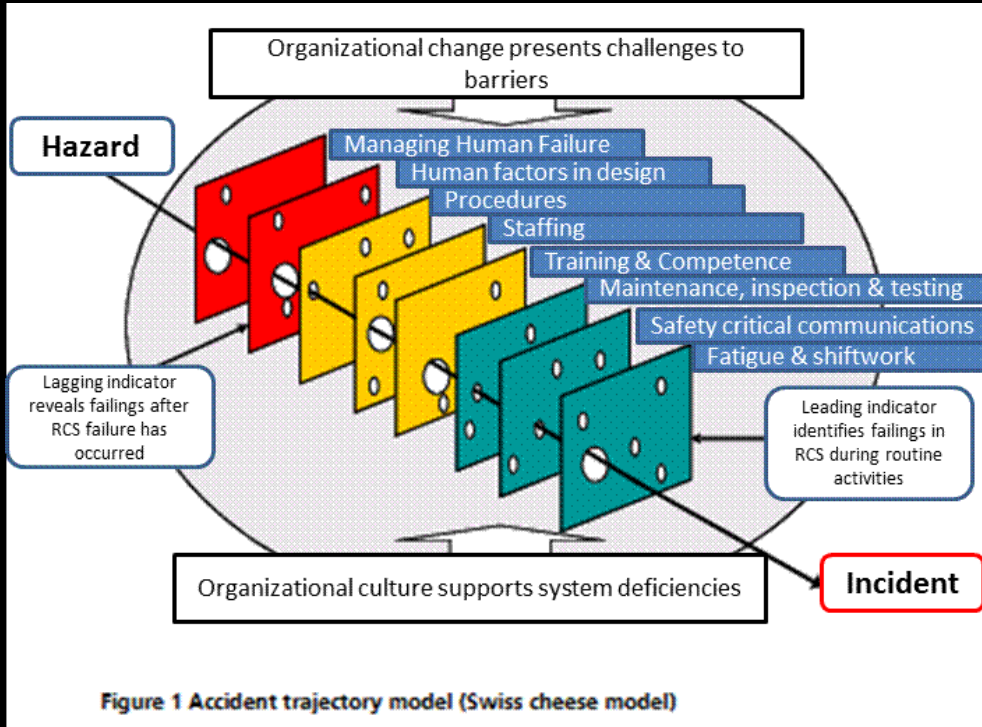 Organizational change presents challenges to
barriers
Hazard
Managing Human Failure
Human factors in design
Procedures
Staffing
Training & Competence
Maintenance, inspection & testing
Safety critical communications
Fatigue & shiftwork
Lagging indicator
reveals failings after
RCS failure has
occurred
Leading indicator
identifies failings in
RCS during routine
activities
Organizational culture supports system deficiencies
Incident
Figure 1 Accident trajectory model (Swiss cheese model)